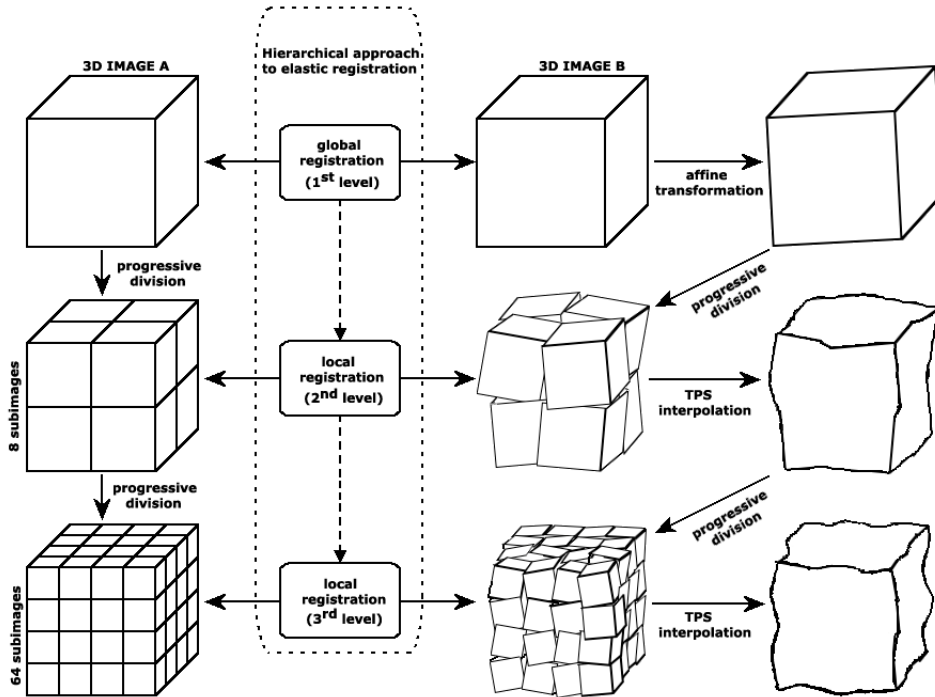 Hierarchical approach
to elastic registration
3D IMAGE A
3D IMAGE B
global
registration
(1st level)
affine
transformation
progressive
division
progressive
division
8 subimages
local
registration
(2nd level)
TPS
interpolation
progressive
division
progressive
division
64 subimages
local
registration
(3rd level)
TPS
interpolation